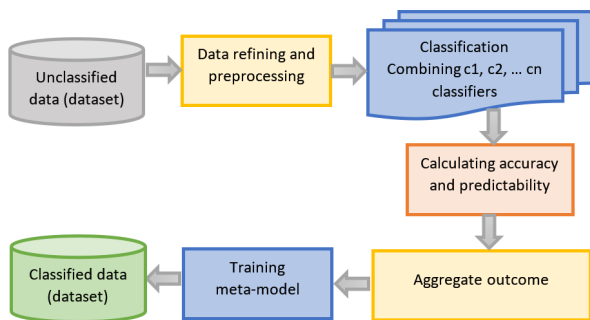 Unclassified
data (dataset)
Data refining and
preprocessing
Classification
Combining c1, c2, ... cn
classifiers
Calculating accuracy
and predictability
Aggregate outcome
Training
meta-model
Classified data
(dataset)